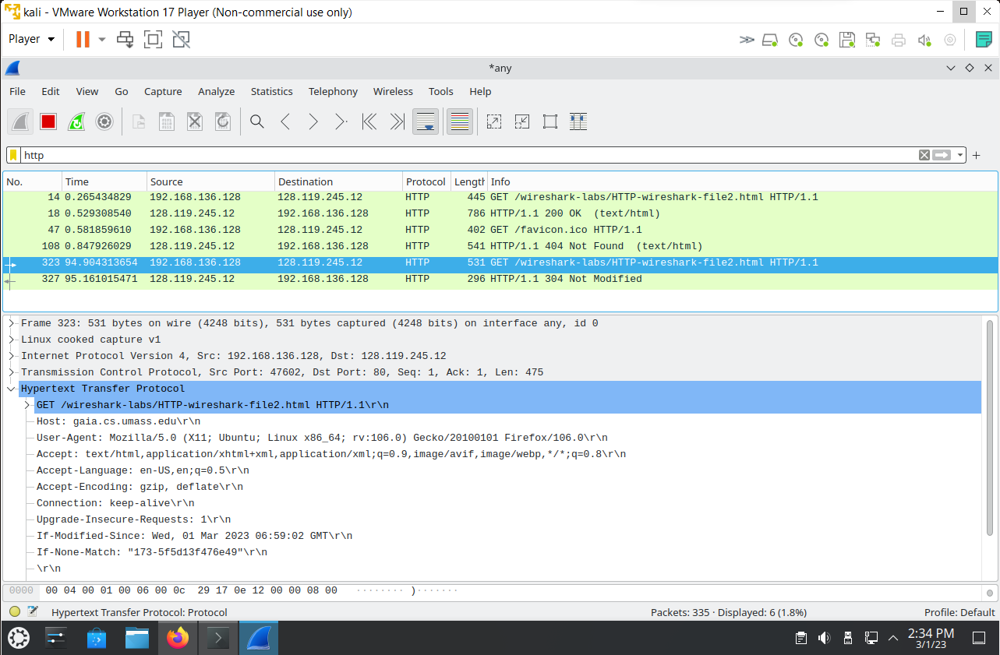 kali - VMware Workstation 17 Player (Non-commercial use only)
Player
*any
File Edit View Go Capture Analyze Statistics Telephony Wireless Tools Help
http
No. Time Source Destination Protocol Length Info
14 0.265434829 192.168.136.128 128.119.245.12 HTTP 445 GET /wireshark-labs/HTTP-wireshark-file2.html HTTP/1.1
18 0.529308540 128.119.245.12 192.168.136.128 HTTP 786 HTTP/1.1 200 OK (text/html)
47 0.581859610 192.168.136.128 128.119.245.12 HTTP 402 GET /favicon.ico HTTP/1.1
108 0.847926029 128.119.245.12 192.168.136.128 HTTP 541 HTTP/1.1 404 Not Found (text/html)
323 94.904313654 192.168.136.128 128.119.245.12 HTTP 531 GET /wireshark-labs/HTTP-wireshark-file2.html HTTP/1.1
327 95.161015471 128.119.245.12 192.168.136.128 HTTP 296 HTTP/1.1 304 Not Modified
Frame 323: 531 bytes on wire (4248 bits), 531 bytes captured (4248 bits) on interface any, id 0
Linux cooked capture v1
Internet Protocol Version 4, Src: 192.168.136.128, Dst: 128.119.245.12
Transmission Control Protocol, Src Port: 47602, Dst Port: 80, Seq: 1, Ack: 1, Len: 475
Hypertext Transfer Protocol
GET /wireshark-labs/HTTP-wireshark-file2.html HTTP/1.1\r\n
Host: gaia.cs.umass.edu\r\n
User-Agent: Mozilla/5.0 (X11; Ubuntu; Linux x86_64; rv:106.0) Gecko/20100101 Firefox/106.0\r\n
Accept: text/html,application/xhtml+xml,application/xml;q=0.9,image/avif,image/webp,*/*;q=0.8\r\n
Accept-Language: en-US,en;q=0.5\r\n
Accept-Encoding: gzip, deflate\r\n
Connection: keep-alive\r\n
Upgrade-Insecure-Requests: 1\r\n
If-Modified-Since: Wed, 01 Mar 2023 06:59:02 GMT\r\n
If-None-Match: "173-5f5d13f476e49"\r\n
\r\n
0000 00 04 00 01 00 06 00 0c 29 17 0e 12 00 00 08 00 ········ )·······
Hypertext Transfer Protocol: Protocol Packets: 335 · Displayed: 6 (1.8%) Profile: Default
2:34 PM
3/1/23